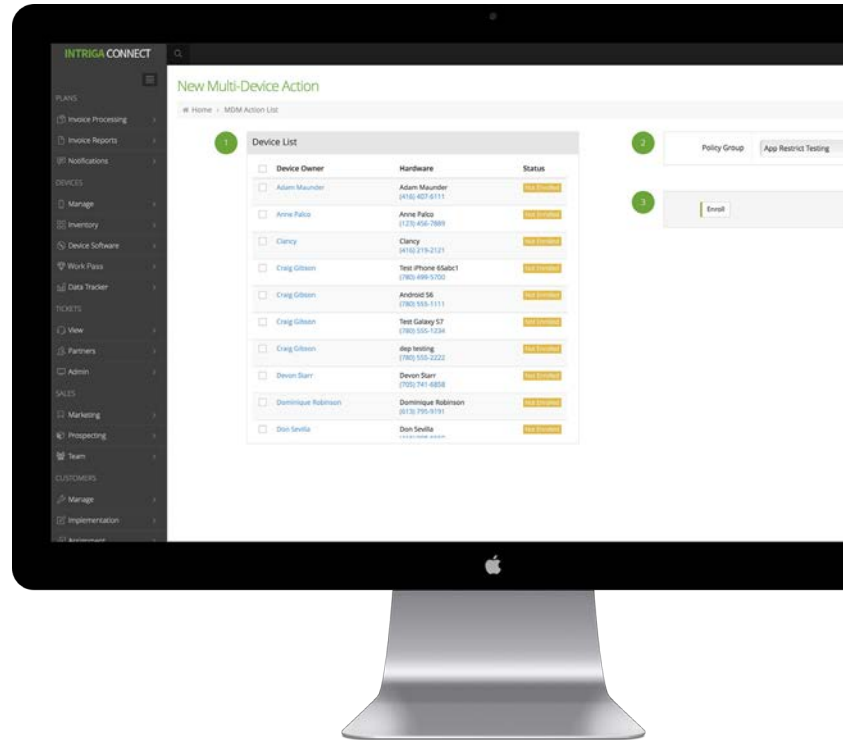 INTRIGA CONNECT
PLANS
Invoice Processing
Invoice Reports
Notifications
DEVICES
Manage
Inventory
Device Software
Work Pass
Data Tracker
TICKETS
View
Partners
Admin
SALES
Marketing
Prospecting
Team
CUSTOMERS
Manage
Implementation
New Multi-Device Action
Home > MDM Action List
1
Device List
Device Owner Hardware Status
Adam Maunder Adam Maunder Not Enrolled
(416) 407-6111
Anne Palco Anne Palco Not Enrolled
(123) 456-7889
Clancy Clancy Not Enrolled
(416) 219-2121
Craig Gibson Test iPhone 6Sabc1 Not Enrolled
(780) 499-5700
Craig Gibson Android S6 Not Enrolled
(780) 555-1111
Craig Gibson Test Galaxy S7 Not Enrolled
(780) 555-1234
Craig Gibson dep testing Not Enrolled
(780) 555-2222
Devon Starr Devon Starr Not Enrolled
(705) 741-6858
Dominique Robinson Dominique Robinson Not Enrolled
(613) 795-9191
Don Sevilla Don Sevilla Not Enrolled
2
Policy Group App Restrict Testing
3
Enroll